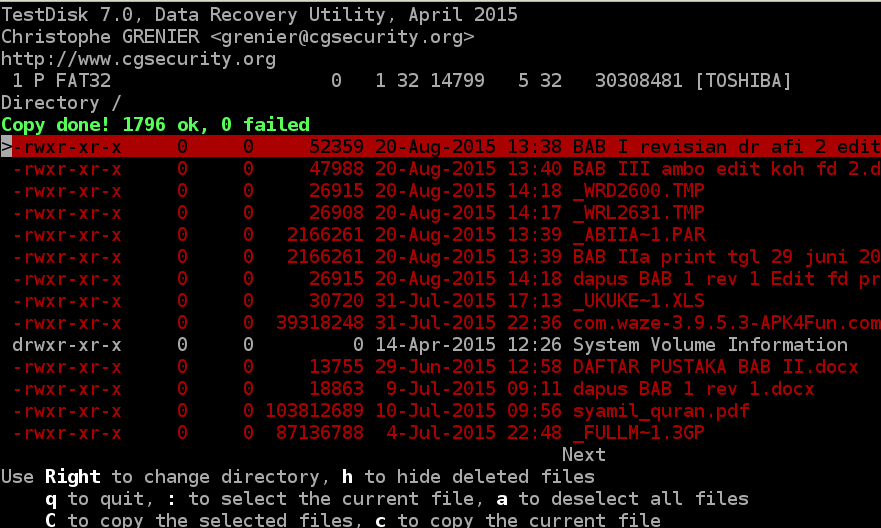 TestDisk 7.0, Data Recovery Utility, April 2015
Christophe GRENIER <grenier@cgsecurity.org>
http://www.cgsecurity.org
 1 P FAT32                    0   1 32 14799   5 32   30308481 [TOSHIBA]
Directory /
Copy done! 1796 ok, 0 failed
>-rwxr-xr-x     0     0     52359 20-Aug-2015 13:38 BAB I revisian dr afi 2 edit
 -rwxr-xr-x     0     0     47988 20-Aug-2015 13:40 BAB III ambo edit koh fd 2.d
 -rwxr-xr-x     0     0     26915 20-Aug-2015 14:18 _WRD2600.TMP
 -rwxr-xr-x     0     0     26908 20-Aug-2015 14:17 _WRL2631.TMP
 -rwxr-xr-x     0     0   2166261 20-Aug-2015 13:39 _ABIIA~1.PAR
 -rwxr-xr-x     0     0   2166261 20-Aug-2015 13:39 BAB IIa print tgl 29 juni 20
 -rwxr-xr-x     0     0     26915 20-Aug-2015 14:18 dapus BAB 1 rev 1 Edit fd pr
 -rwxr-xr-x     0     0     30720 31-Jul-2015 17:13 _UKUKE~1.XLS
 -rwxr-xr-x     0     0  39318248 31-Jul-2015 22:36 com.waze-3.9.5.3-APK4Fun.com
 drwxr-xr-x     0     0         0 14-Apr-2015 12:26 System Volume Information
 -rwxr-xr-x     0     0     13755 29-Jun-2015 12:58 DAFTAR PUSTAKA BAB II.docx
 -rwxr-xr-x     0     0     18863  9-Jul-2015 09:11 dapus BAB 1 rev 1.docx
 -rwxr-xr-x     0     0 103812689 10-Jul-2015 09:56 syamil_quran.pdf
 -rwxr-xr-x     0     0  87136788  4-Jul-2015 22:48 _FULLM~1.3GP
                                                   Next
Use Right to change directory, h to hide deleted files
    q to quit, : to select the current file, a to deselect all files
    C to copy the selected files, c to copy the current file